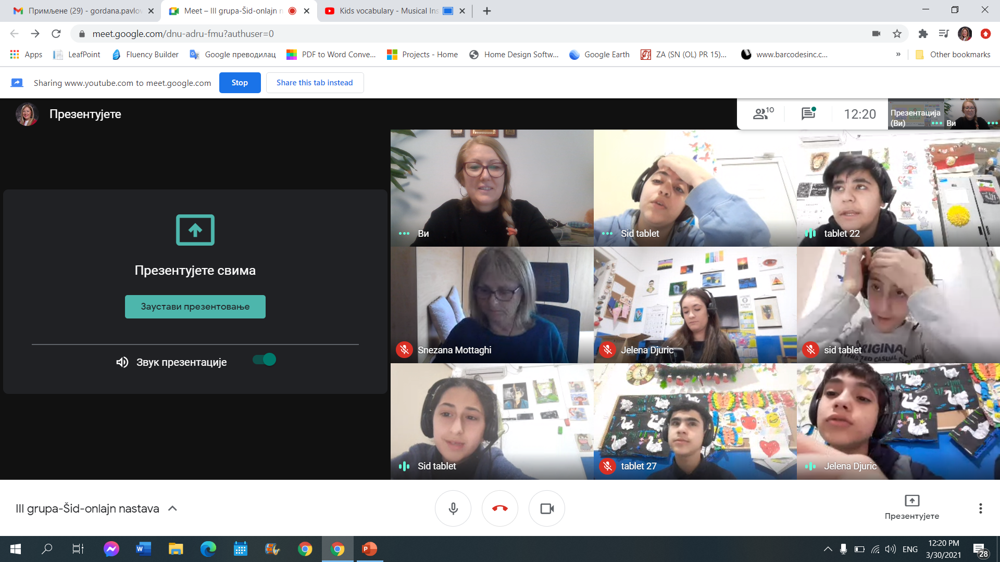 Примљене (29) - gordana.pavlov
Meet – III grupa-Šid-onlajn n
Kids vocabulary - Musical Ins
meet.google.com/dnu-adru-fmu?authuser=0
Apps
LeafPoint
Fluency Builder
Google преводилац
PDF to Word Conve...
Projects - Home
Home Design Softw...
Google Earth
ZA (SN (OL) PR 15)...
www.barcodesinc.c...
»
Other bookmarks
Sharing www.youtube.com to meet.google.com
Stop
Share this tab instead
Презентујете
10
12:20
Презентација
(Ви)
Ви
Презентујете свима
Заустави презентовање
Звук презентације
Ви
Sid tablet
tablet 22
Snezana Mottaghi
Jelena Djuric
ORIGINAL
CASUAL
sid tablet
Sid tablet
tablet 27
Jelena Djuric
III grupa-Šid-onlajn nastava
Презентујете
ENG
12:20 PM
3/30/2021
28